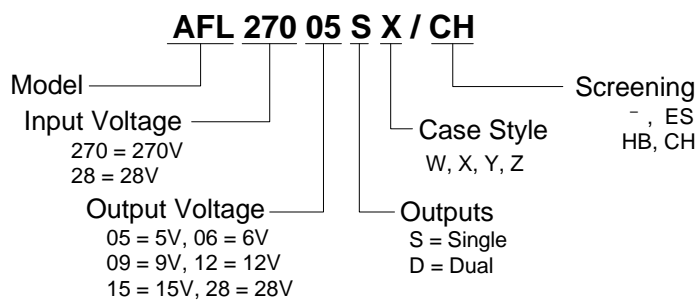 AFL 270 05 S X / CH
Model
Input Voltage
270 = 270V
28 = 28V
Output Voltage
05 = 5V, 06 = 6V
09 = 9V, 12 = 12V
15 = 15V, 28 = 28V
Screening
– , ES
HB, CH
Case Style
W, X, Y, Z
Outputs
S = Single
D = Dual